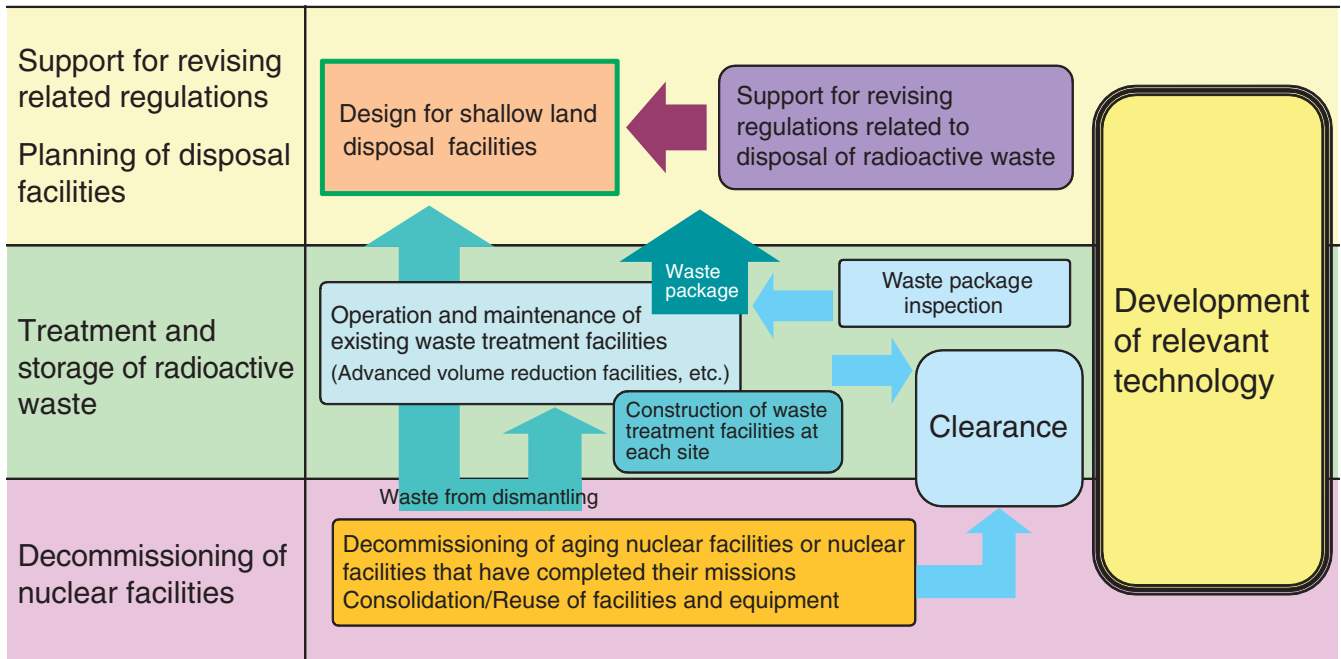 Support for revising
related regulations
Planning of disposal
facilities
Design for shallow land
disposal facilities
Support for revising
regulations related to
disposal of radioactive waste
Treatment and
storage of radioactive
waste
Operation and maintenance of
existing waste treatment facilities
(Advanced volume reduction facilities, etc.)
Waste
package
Waste package
inspection
Construction of waste
treatment facilities at
each site
Clearance
Development
of relevant
technology
Waste from dismantling
Decommissioning of
nuclear facilities
Decommissioning of aging nuclear facilities or nuclear
facilities that have completed their missions
Consolidation/Reuse of facilities and equipment